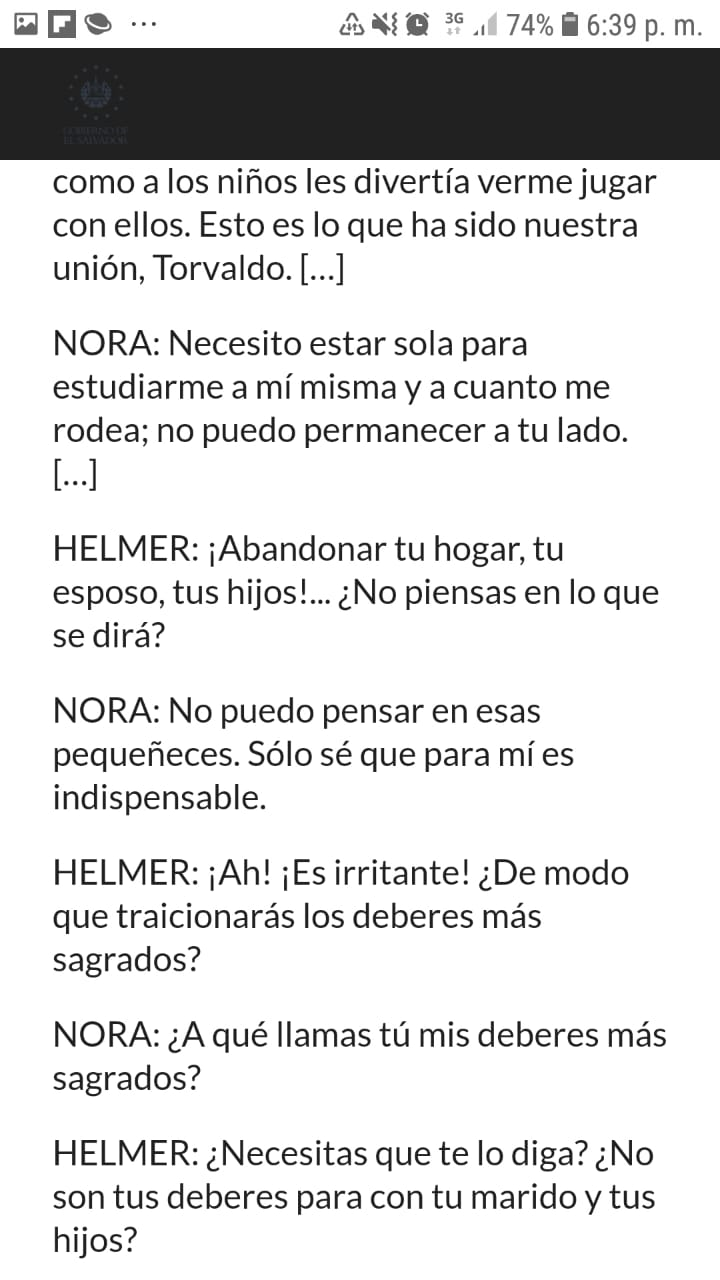 3G
74%
6:39 p. m.
GOBIERNO DE
EL SALVADOR
como a los niños les divertía verme jugar
con ellos. Esto es lo que ha sido nuestra
unión, Torvaldo. [...]
NORA: Necesito estar sola para
estudiarme a mí misma y a cuanto me
rodea; no puedo permanecer a tu lado.
[...]
HELMER: ¡Abandonar tu hogar, tu
esposo, tus hijos!... ¿No piensas en lo que
se dirá?
NORA: No puedo pensar en esas
pequeñeces. Sólo sé que para mí es
indispensable.
HELMER: ¡Ah! ¡Es irritante! ¿De modo
que traicionarás los deberes más
sagrados?
NORA: ¿A qué llamas tú mis deberes más
sagrados?
HELMER: ¿Necesitas que te lo diga? ¿No
son tus deberes para con tu marido y tus
hijos?